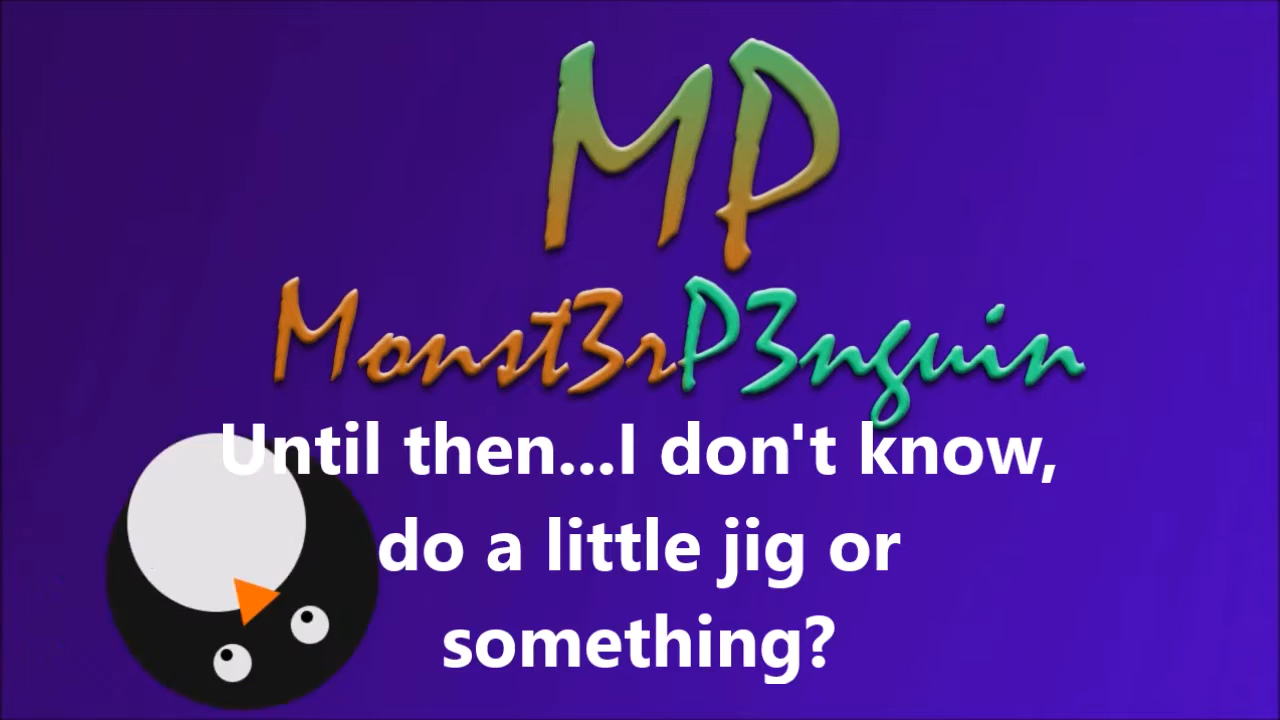 MP
Monst3rP3nguin
Until then...I don't know,
do a little jig or
something?